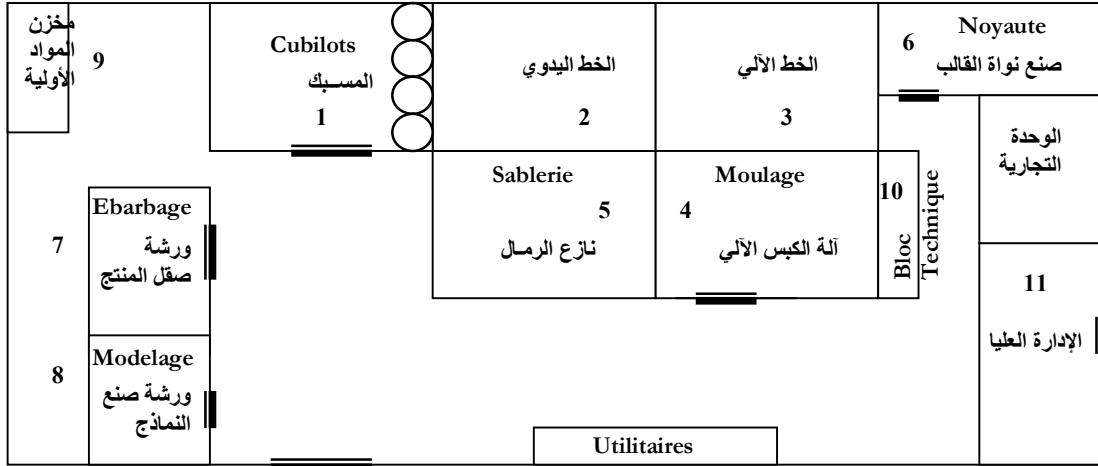 مخزن
المواد
الأولية
9
Cubilots
المســبك
1
الخط اليدوي
2
الخط الآلي
3
6
Noyaute
صنع نواة القالب
الوحدة
التجارية
Sablerie
5
نازع الرمــال
Moulage
4
آلة الكبس الآلي
10
Bloc
Technique
Ebarbage
7
ورشة
صقل المنتج
11
الإدارة العليا
Modelage
8
ورشة صنع
النماذج
Utilitaires